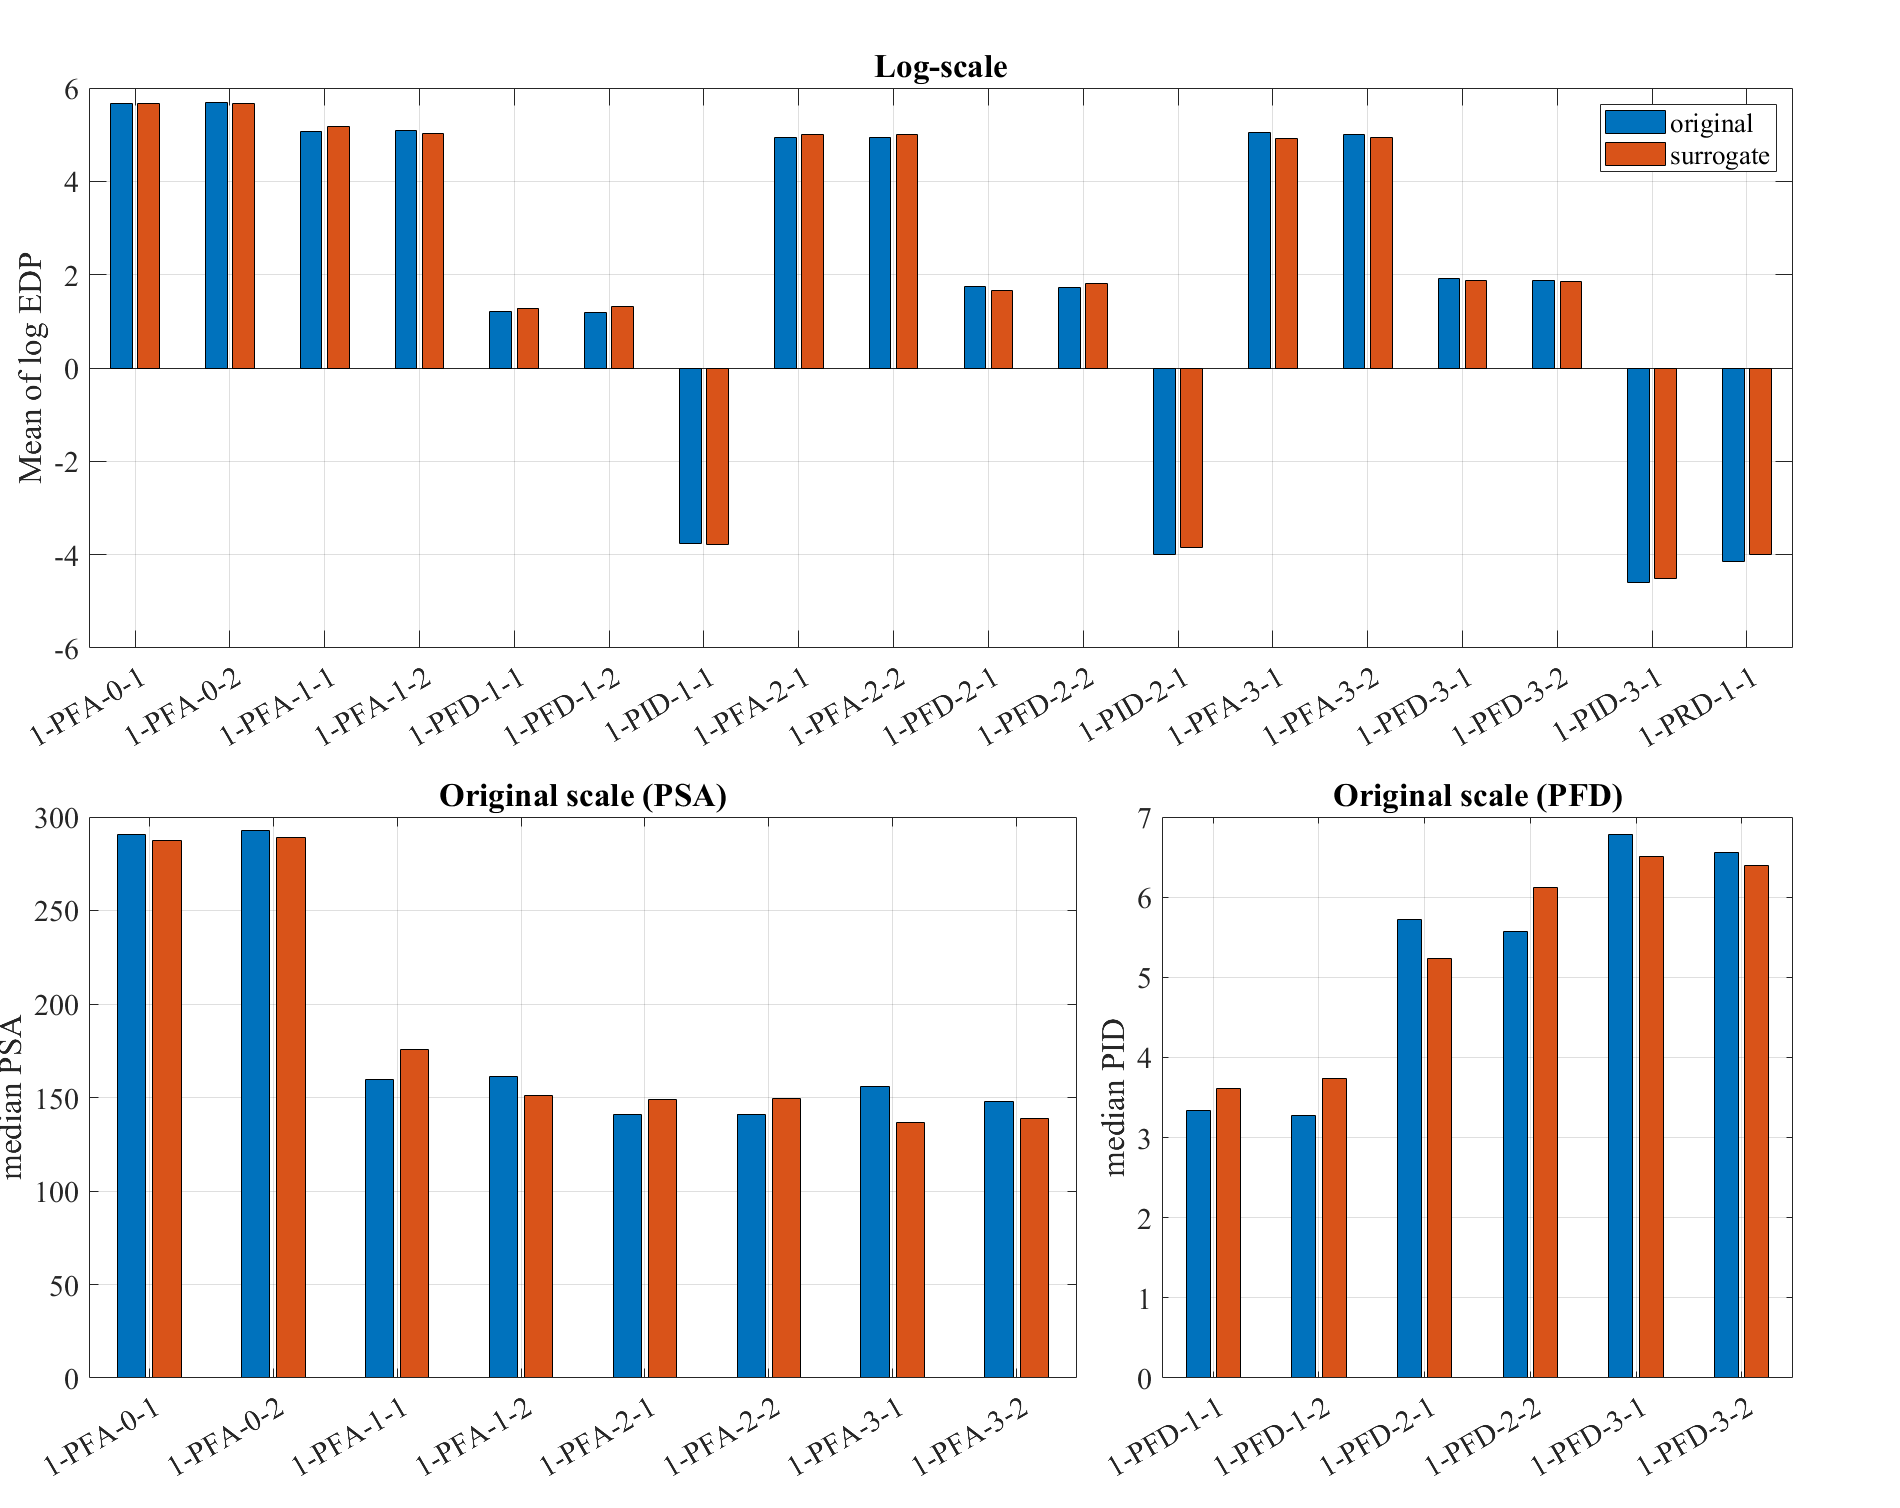 Log-scale
6
4
2
0
-2
-4
-6
Mean of log EDP
original
surrogate
1-PFA-0-1
1-PFA-0-2
1-PFA-1-1
1-PFA-1-2
1-PFD-1-1
1-PFD-1-2
1-PID-1-1
1-PFA-2-1
1-PFA-2-2
1-PFD-2-1
1-PFD-2-2
1-PID-2-1
1-PFA-3-1
1-PFA-3-2
1-PFD-3-1
1-PFD-3-2
1-PID-3-1
1-PRD-1-1
Original scale (PSA)
300
250
200
150
100
50
0
median PSA
1-PFA-0-1
1-PFA-0-2
1-PFA-1-1
1-PFA-1-2
1-PFA-2-1
1-PFA-2-2
1-PFA-3-1
1-PFA-3-2
Original scale (PFD)
7
6
5
4
3
2
1
0
median PID
1-PFD-1-1
1-PFD-1-2
1-PFD-2-1
1-PFD-2-2
1-PFD-3-1
1-PFD-3-2